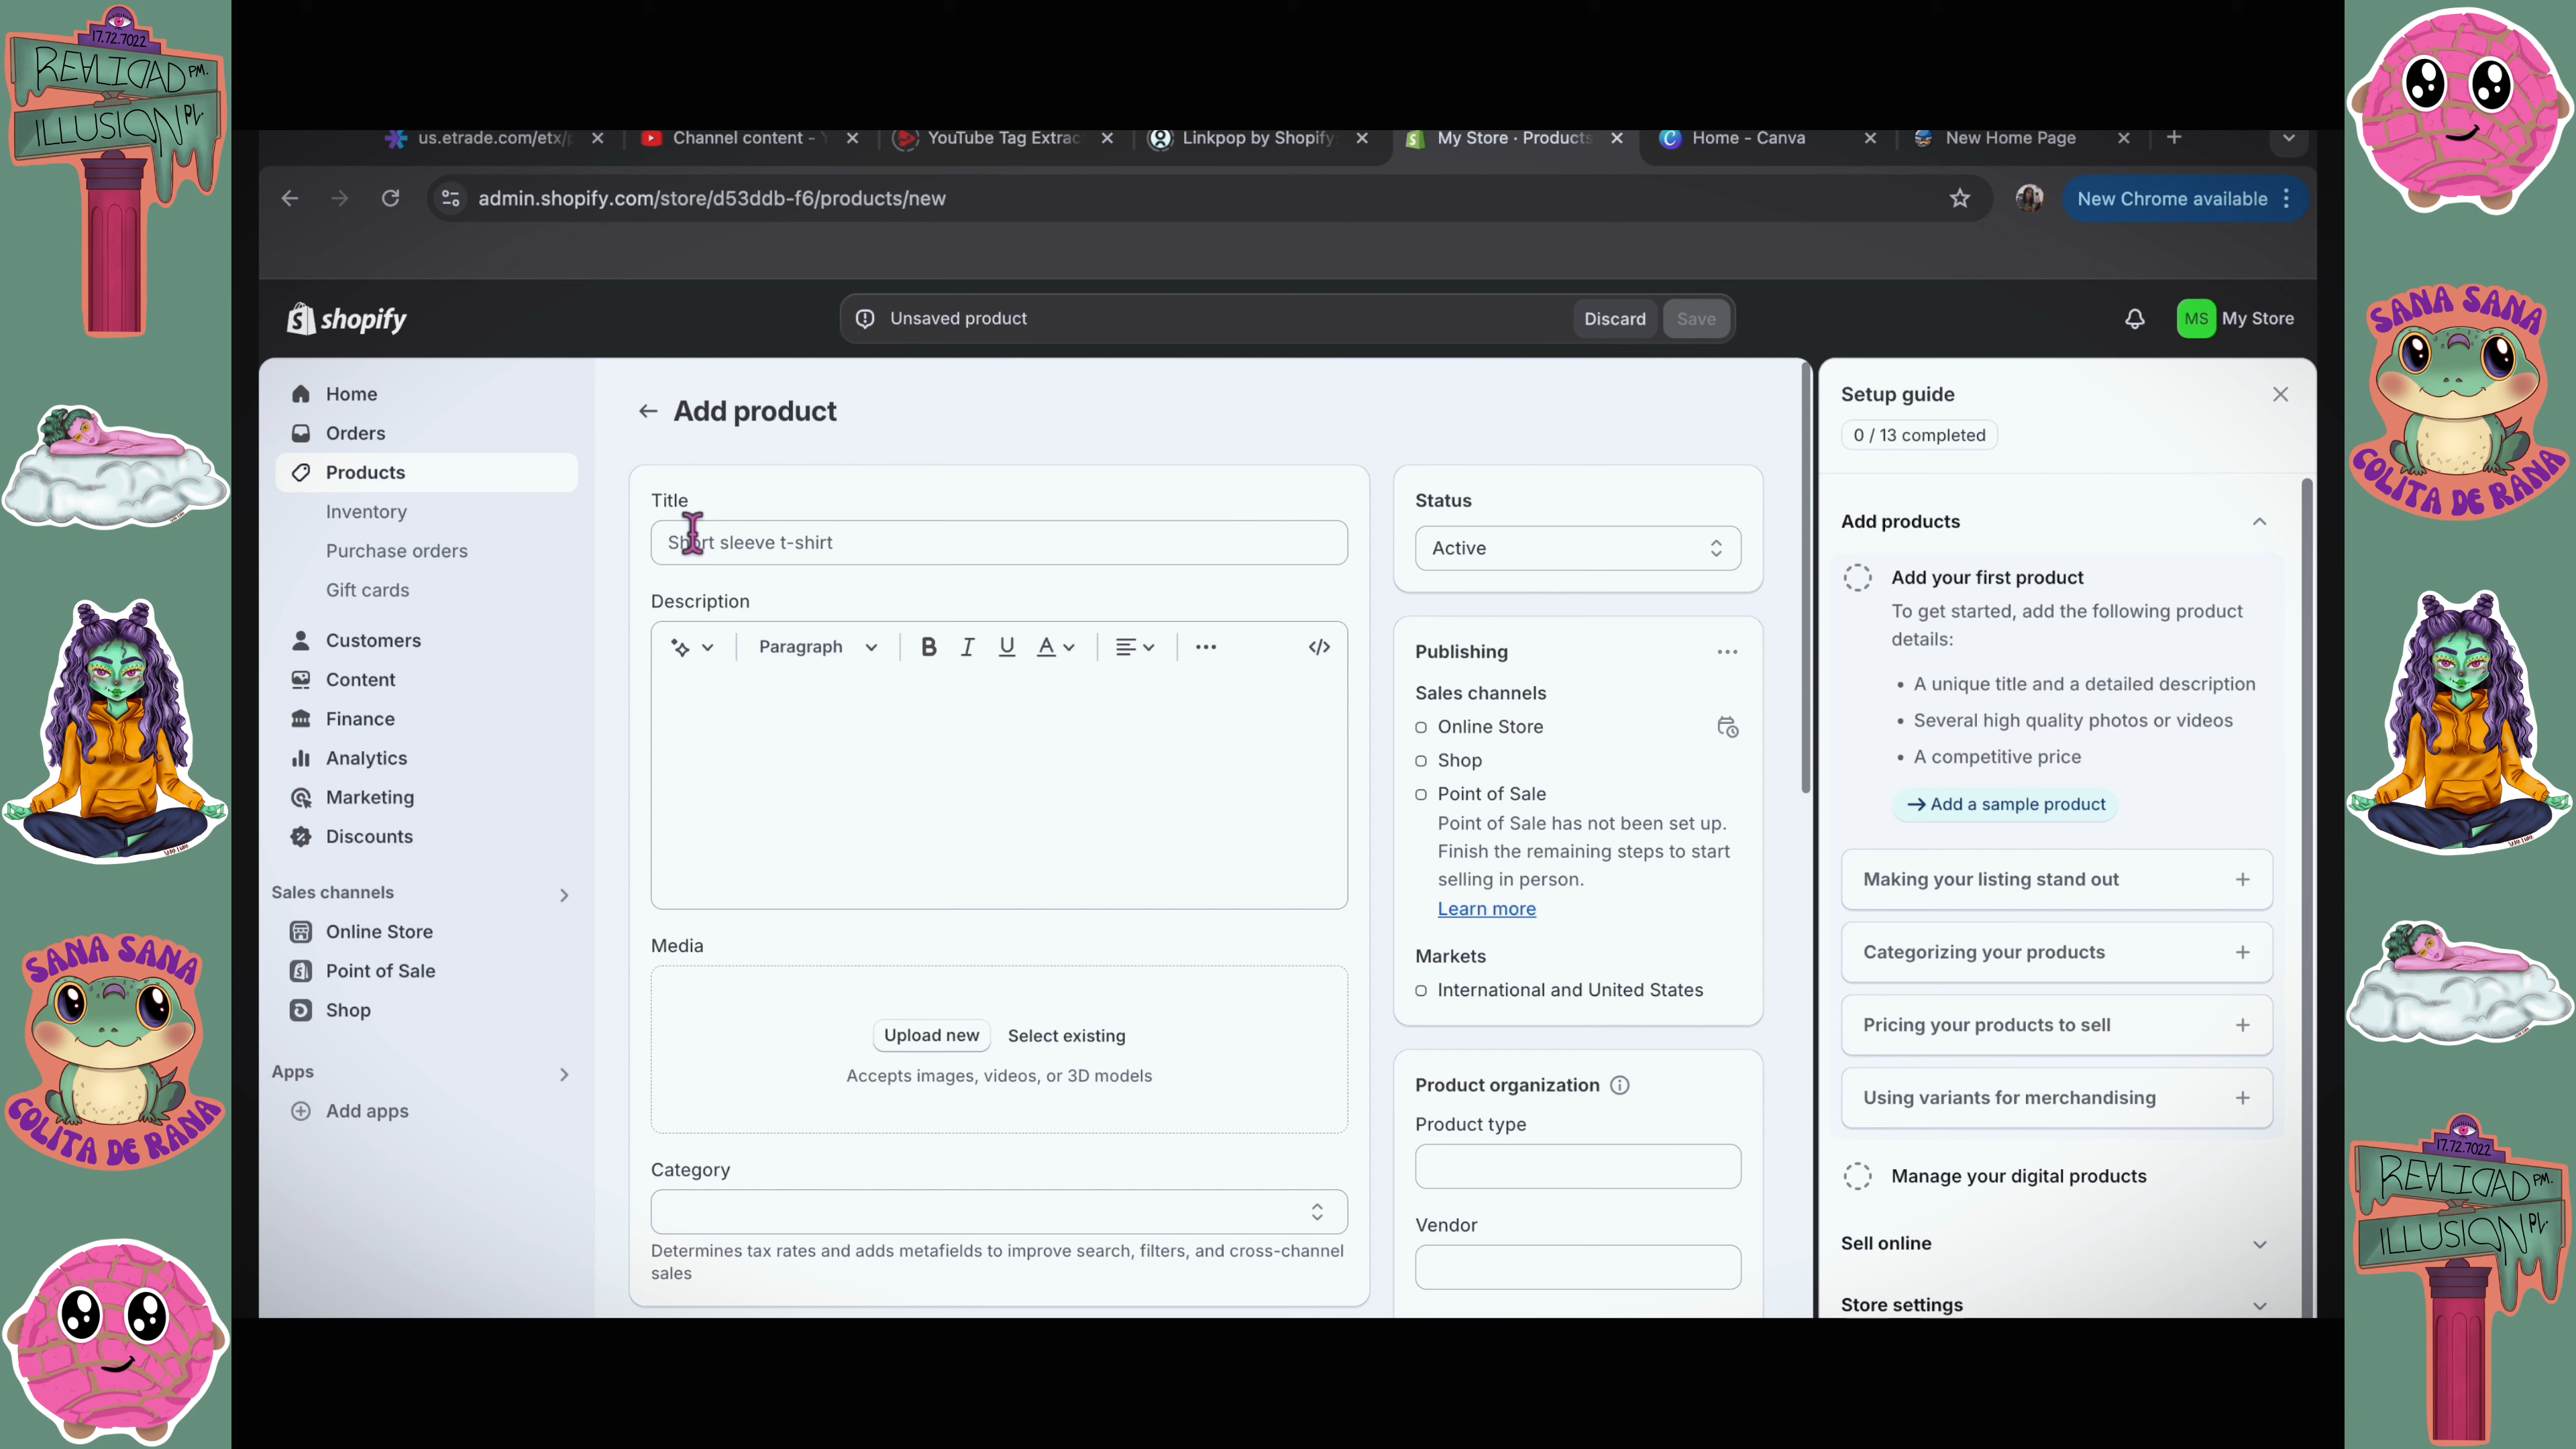 17.72.7022
REALIDAD PM.
ILLUSION PL.
SANA SANA
COLITA DE RANA
us.etrade.com/etx/
Channel content -
YouTube Tag Extrac
Linkpop by Shopify
My Store · Products
Home - Canva
New Home Page
admin.shopify.com/store/d53ddb-f6/products/new
New Chrome available
shopify
Unsaved product
Discard
Save
MS
My Store
Home
Orders
Products
Inventory
Purchase orders
Gift cards
Customers
Content
Finance
Analytics
Marketing
Discounts
Sales channels
Online Store
Point of Sale
Shop
Apps
Add apps
Add product
Title
Short sleeve t-shirt
Description
Paragraph
B I U A
Media
Upload new
Select existing
Accepts images, videos, or 3D models
Category
Determines tax rates and adds metafields to improve search, filters, and cross-channel
sales
Status
Active
Publishing
Sales channels
Online Store
Shop
Point of Sale
Point of Sale has not been set up.
Finish the remaining steps to start
selling in person.
Learn more
Markets
International and United States
Product organization
Product type
Vendor
Setup guide
0 / 13 completed
Add products
Add your first product
To get started, add the following product
details:
• A unique title and a detailed description
• Several high quality photos or videos
• A competitive price
→ Add a sample product
Making your listing stand out
Categorizing your products
Pricing your products to sell
Using variants for merchandising
Manage your digital products
Sell online
Store settings
SANA SANA
COLITA DE RANA
17.72.7022
REALIDAD PM.
ILLUSION PL.